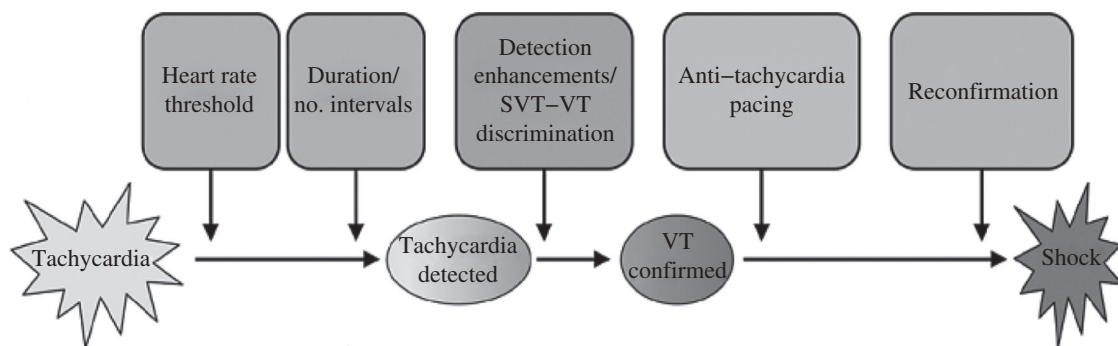 Heart rate
threshold
Duration/
no. intervals
Detection
enhancements/
SVT–VT
discrimination
Anti–tachycardia
pacing
Reconfirmation
Tachycardia
Tachycardia
detected
VT
confirmed
Shock